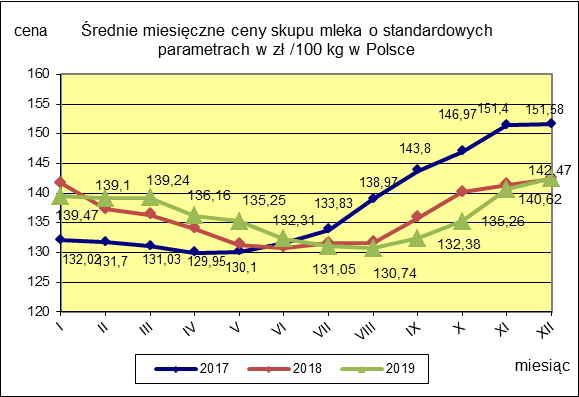 cena
Średnie miesięczne ceny skupu mleka o standardowych
parametrach w zł /100 kg w Polsce
160
155
150
145
140
135
130
125
120
146,97
151,4
151,58
143,8
139,1
139,24
138,97
142,47
136,16
135,25
133,83
140,62
139,47
132,31
135,26
132,38
132,02
131,7
131,03
129,95
130,1
131,05
130,74
I
II
III
IV
V
VI
VII
VIII
IX
X
XI
XII
miesiąc
2017
2018
2019